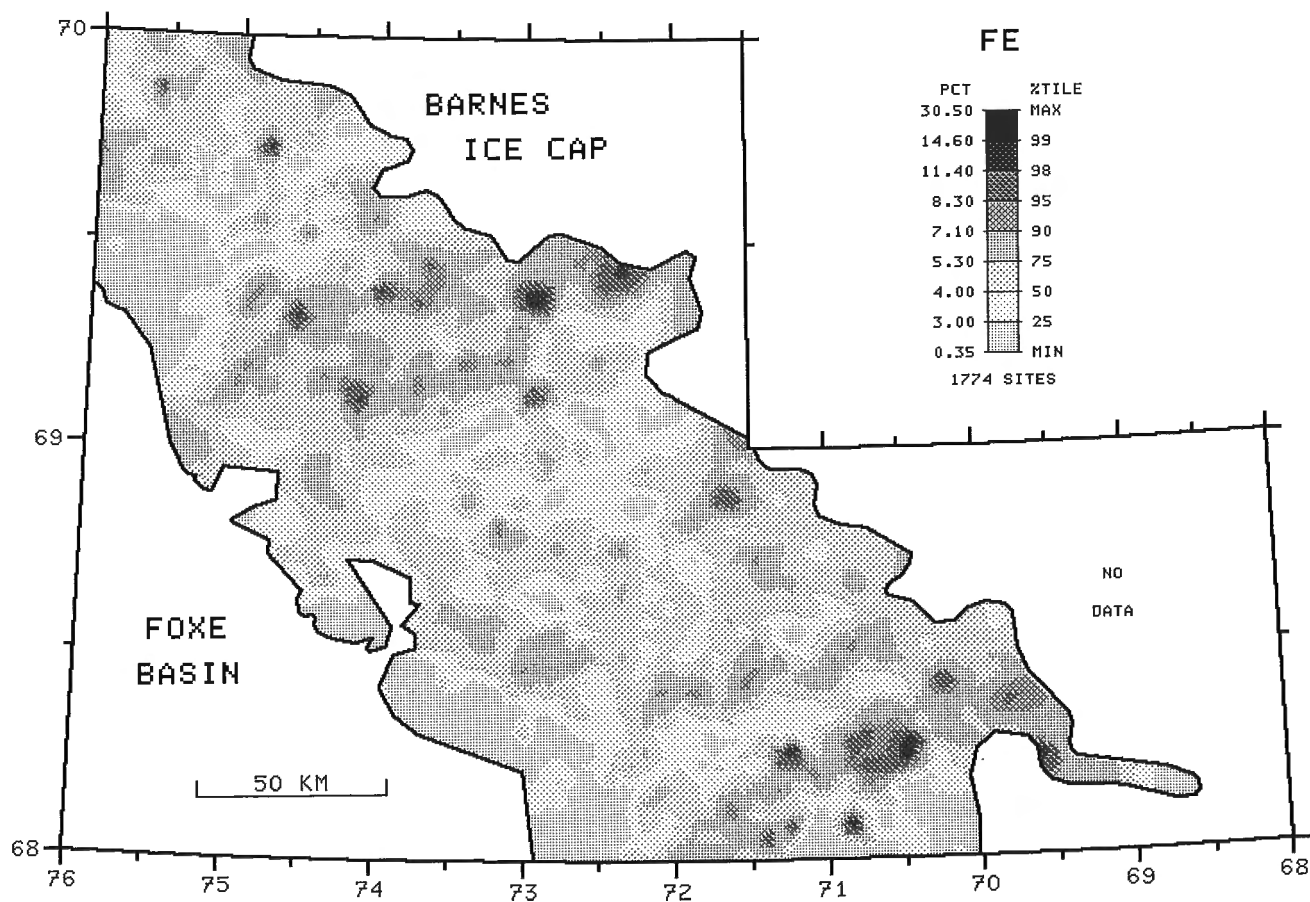 70
FE
BARNES
ICE CAP
PCT %TILE
30.50 MAX
14.60 99
11.40 98
8.30 95
7.10 90
5.30 75
4.00 50
3.00 25
0.35 MIN
1774 SITES
69
NO
DATA
FOXE
BASIN
50 KM
68
76 75 74 73 72 71 70 69 68